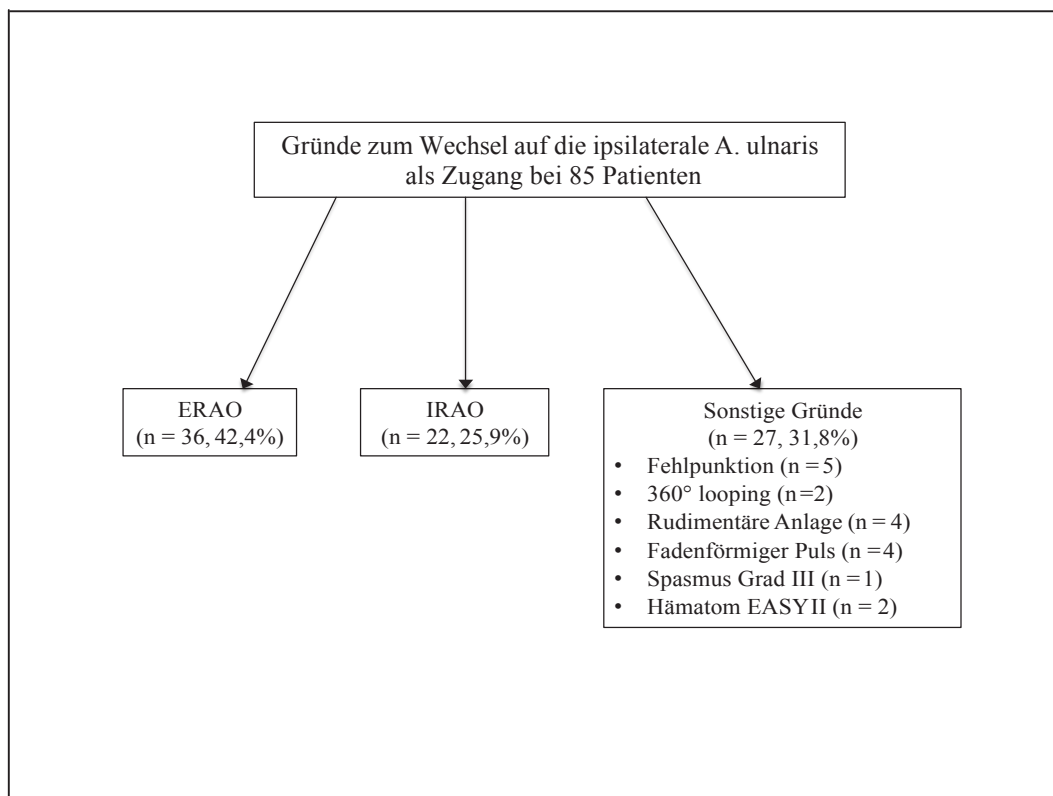 Gründe zum Wechsel auf die ipsilaterale A. ulnaris
als Zugang bei 85 Patienten
ERAO
(n = 36, 42,4%)
IRAO
(n = 22, 25,9%)
Sonstige Gründe
(n = 27, 31,8%)
• Fehlpunktion (n = 5)
• 360° looping (n =2)
• Rudimentäre Anlage (n = 4)
• Fadenförmiger Puls (n =4)
• Spasmus Grad III (n = 1)
• Hämatom EASY II (n = 2)